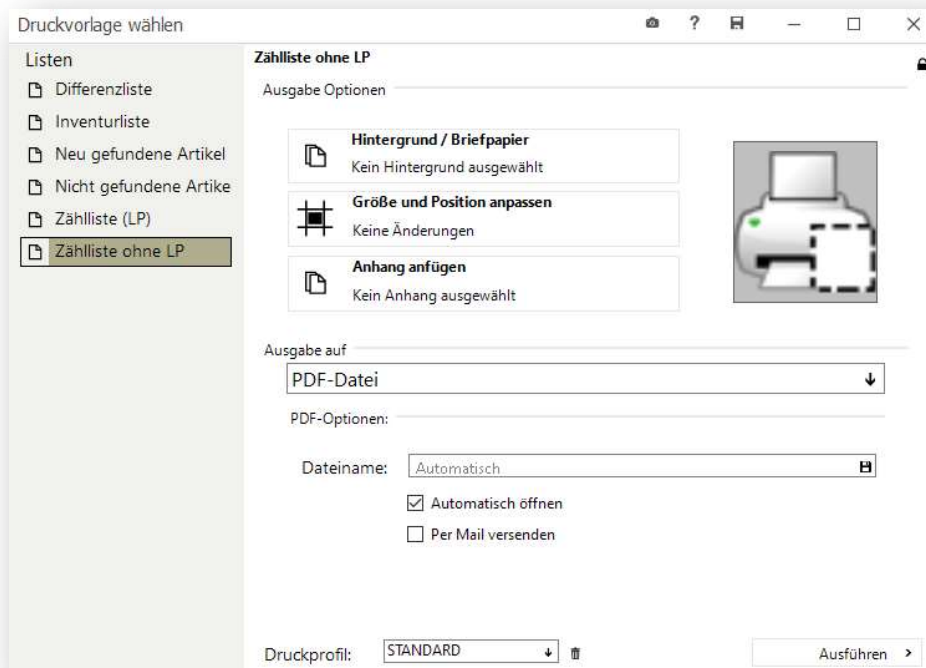 Druckvorlage wählen
?
Listen
Differenzliste
Inventurliste
Neu gefundene Artikel
Nicht gefundene Artike
Zählliste (LP)
Zählliste ohne LP
Zählliste ohne LP
Ausgabe Optionen
Hintergrund / Briefpapier
Kein Hintergrund ausgewählt
Größe und Position anpassen
Keine Änderungen
Anhang anfügen
Kein Anhang ausgewählt
Ausgabe auf
PDF-Datei
PDF-Optionen:
Dateiname: Automatisch
Automatisch öffnen
Per Mail versenden
Druckprofil: STANDARD
Ausführen